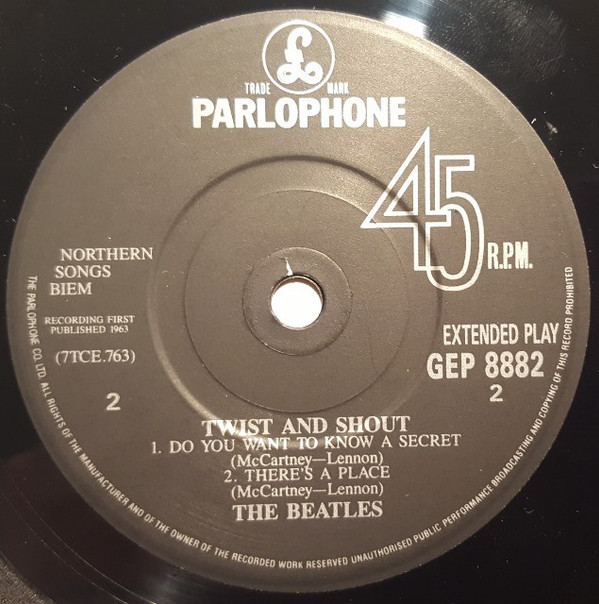 £
TRADE MARK
PARLOPHONE
45 R.P.M.
NORTHERN
SONGS
BIEM
RECORDING FIRST
PUBLISHED 1963
(7TCE.763)
2
EXTENDED PLAY
GEP 8882
2
TWIST AND SHOUT
1. DO YOU WANT TO KNOW A SECRET
(McCartney—Lennon)
2. THERE'S A PLACE
(McCartney—Lennon)
THE BEATLES
THE PARLOPHONE CO. LTD. ALL RIGHTS OF THE MANUFACTURER AND OF THE OWNER OF THE RECORDED WORK RESERVED UNAUTHORISED PUBLIC PERFORMANCE BROADCASTING AND COPYING OF THIS RECORD PROHIBITED